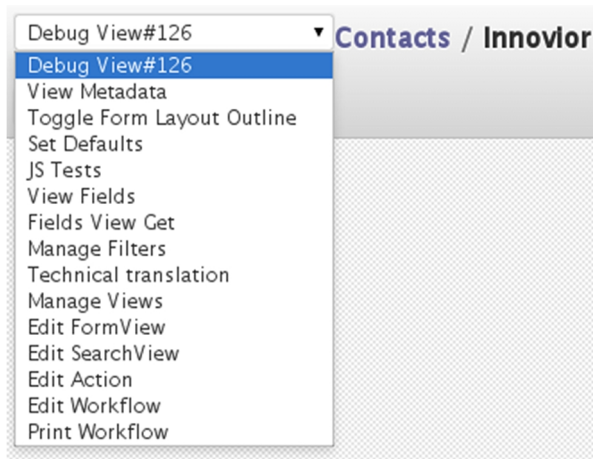 Debug View#126 Contacts / Innovior
Debug View#126
View Metadata
Toggle Form Layout Outline
Set Defaults
JS Tests
View Fields
Fields View Get
Manage Filters
Technical translation
Manage Views
Edit FormView
Edit SearchView
Edit Action
Edit Workflow
Print Workflow